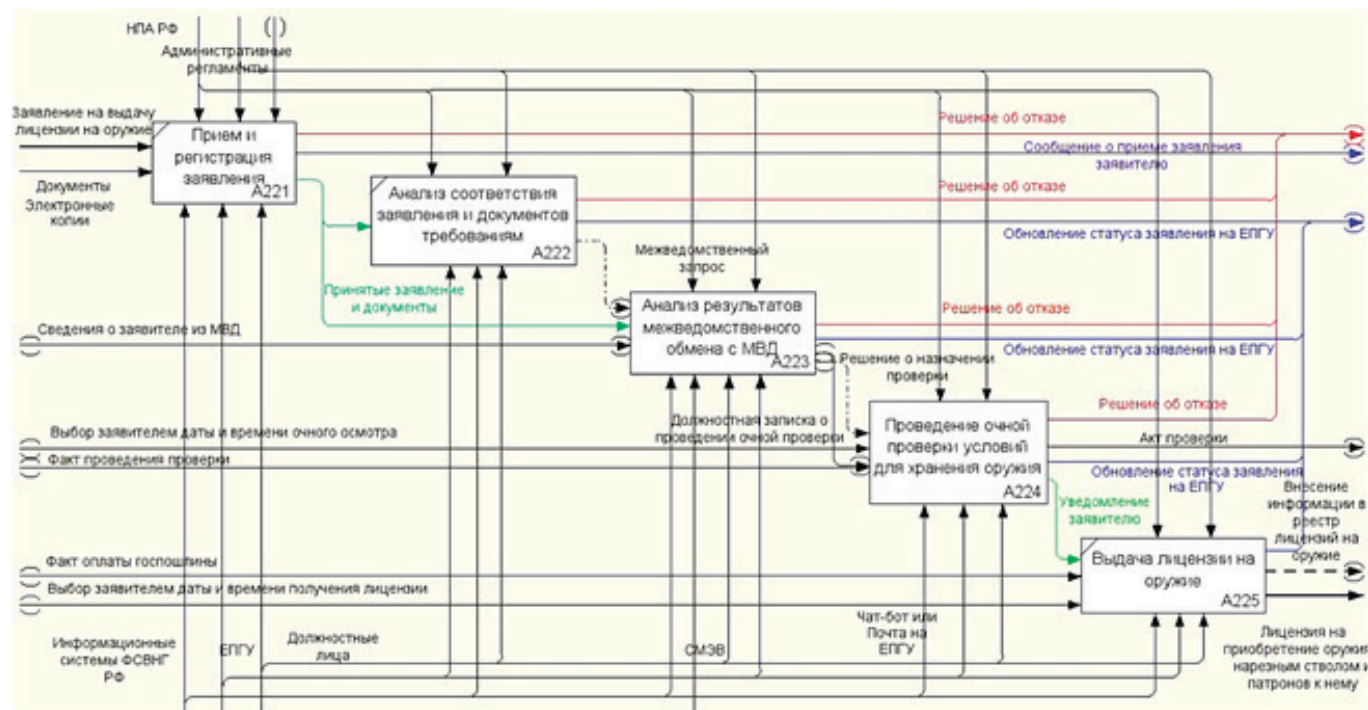 НПА РФ
Административные
регламенты
Заявление на выдачу
лицензии на оружие
Прием и
регистрация
заявления
A221
Документы
Электронные
копии
Решение об отказе
Сообщение о приеме заявления
заявителю
Анализ соответствия
заявления и документов
требованиям
A222
Решение об отказе
Обновление статуса заявления на ЕПГУ
Межведомственный
запрос
Принятые заявление
и документы
Анализ результатов
межведомственного
обмена с МВД
A223
Сведения о заявителе из МВД
Решение об отказе
Обновление статуса заявления на ЕПГУ
Решение о назначении
проверки
Должностная записка о
проведении очной проверки
Проведение очной
проверки условий
для хранения оружия
A224
Выбор заявителем даты и времени очного осмотра
Факт проведения проверки
Решение об отказе
Акт проверки
Обновление статуса заявления
на ЕПГУ
Уведомление
заявителю
Внесение
информации в
реестр
лицензий на
оружие
Выдача лицензии на
оружие
A225
Факт оплаты госпошлины
Выбор заявителем даты и времени получения лицензии
Информационные
системы ФСВНГ
РФ
ЕПГУ
Должностные
лица
СМЭВ
Чат-бот или
Почта на
ЕПГУ
Лицензия на
приобретение оружия
нарезным стволом и
патронов к нему